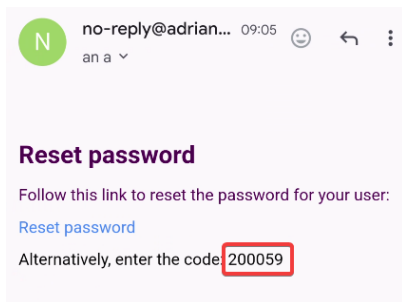 N
no-reply@adrian... 09:05
an a
Reset password
Follow this link to reset the password for your user:
Reset password
Alternatively, enter the code: 200059